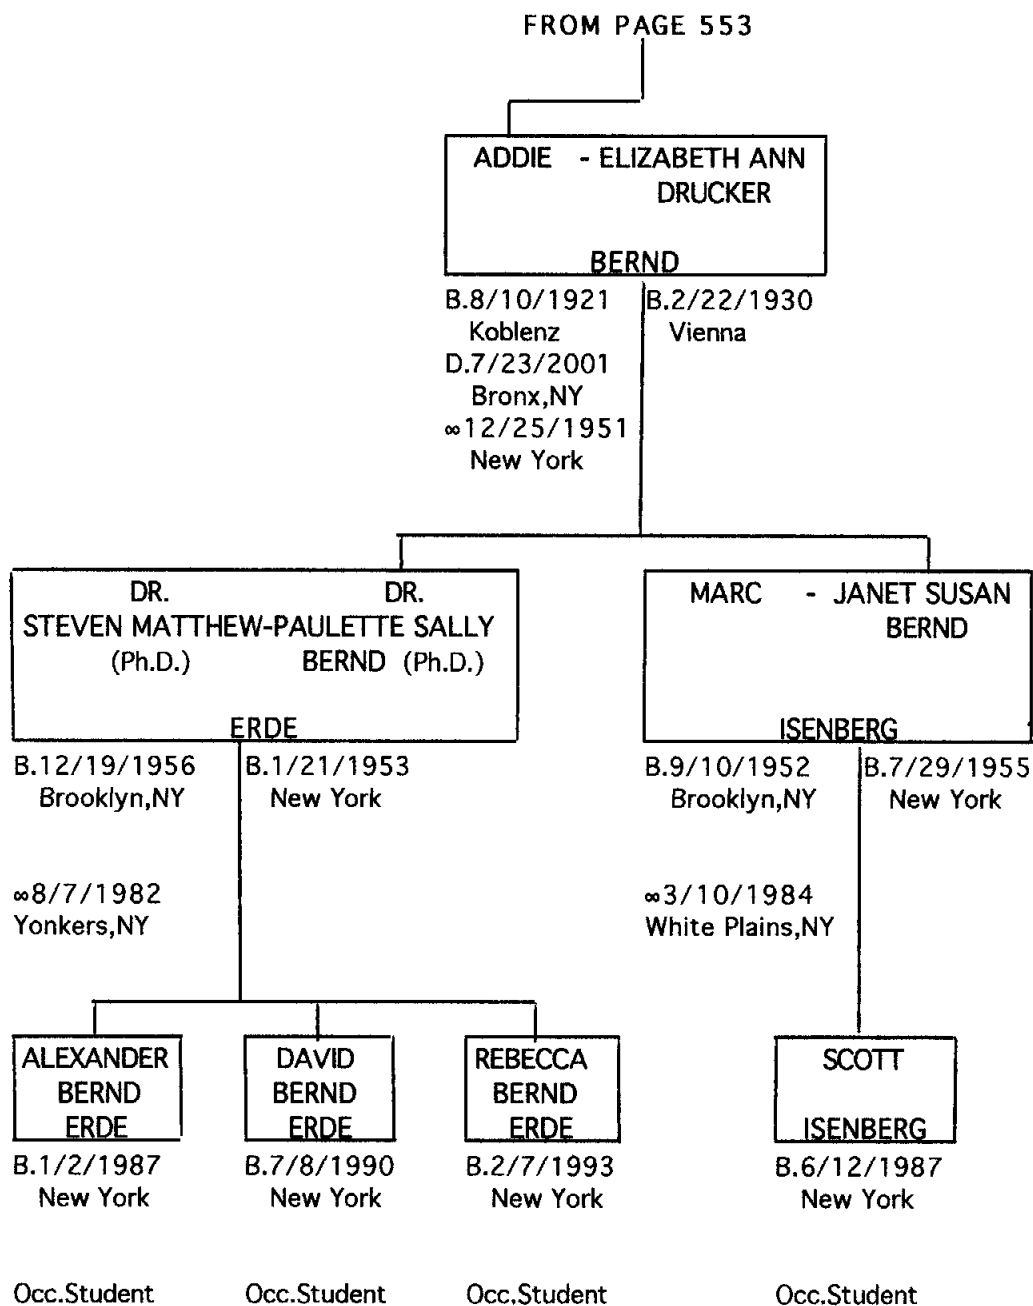 FROM PAGE 553
ADDIE - ELIZABETH ANN
DRUCKER
BERND
B.8/10/1921
Koblenz
D.7/23/2001
Bronx,NY
∞12/25/1951
New York
B.2/22/1930
Vienna
DR. DR.
STEVEN MATTHEW-PAULETTE SALLY
(Ph.D.) BERND (Ph.D.)
ERDE
B.12/19/1956
Brooklyn,NY
∞8/7/1982
Yonkers,NY
B.1/21/1953
New York
MARC - JANET SUSAN
BERND
ISENBERG
B.9/10/1952
Brooklyn,NY
∞3/10/1984
White Plains,NY
B.7/29/1955
New York
ALEXANDER
BERND
ERDE
B.1/2/1987
New York
Occ.Student
DAVID
BERND
ERDE
B.7/8/1990
New York
Occ.Student
REBECCA
BERND
ERDE
B.2/7/1993
New York
Occ.Student
SCOTT
ISENBERG
B.6/12/1987
New York
Occ.Student